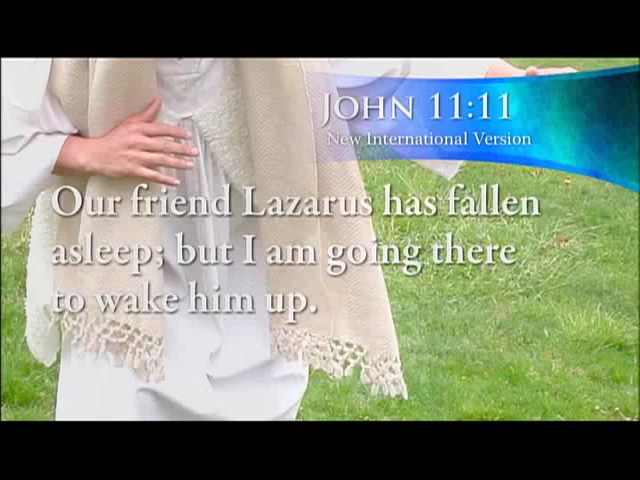 JOHN 11:11
New International Version
Our friend Lazarus has fallen
asleep; but I am going there
to wake him up.